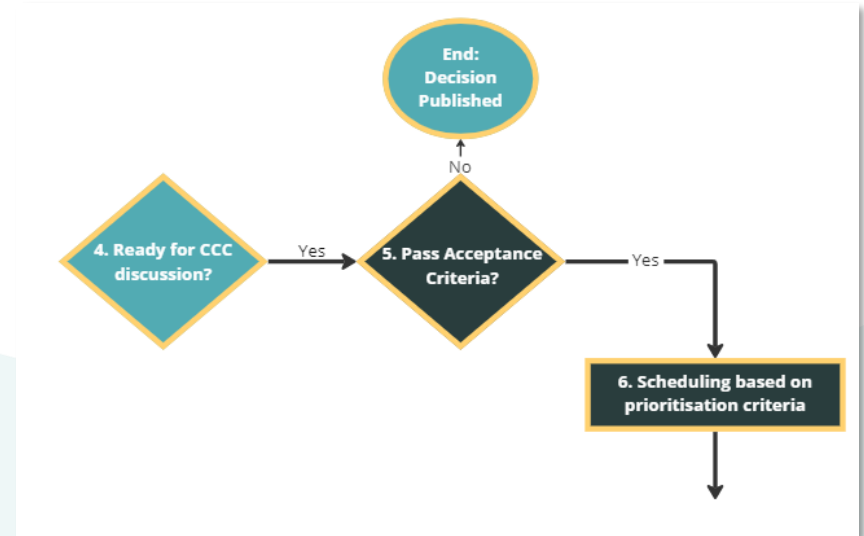 End:
Decision
Published
No
4. Ready for CCC
discussion?
Yes
5. Pass Acceptance
Criteria?
Yes
6. Scheduling based on
prioritisation criteria